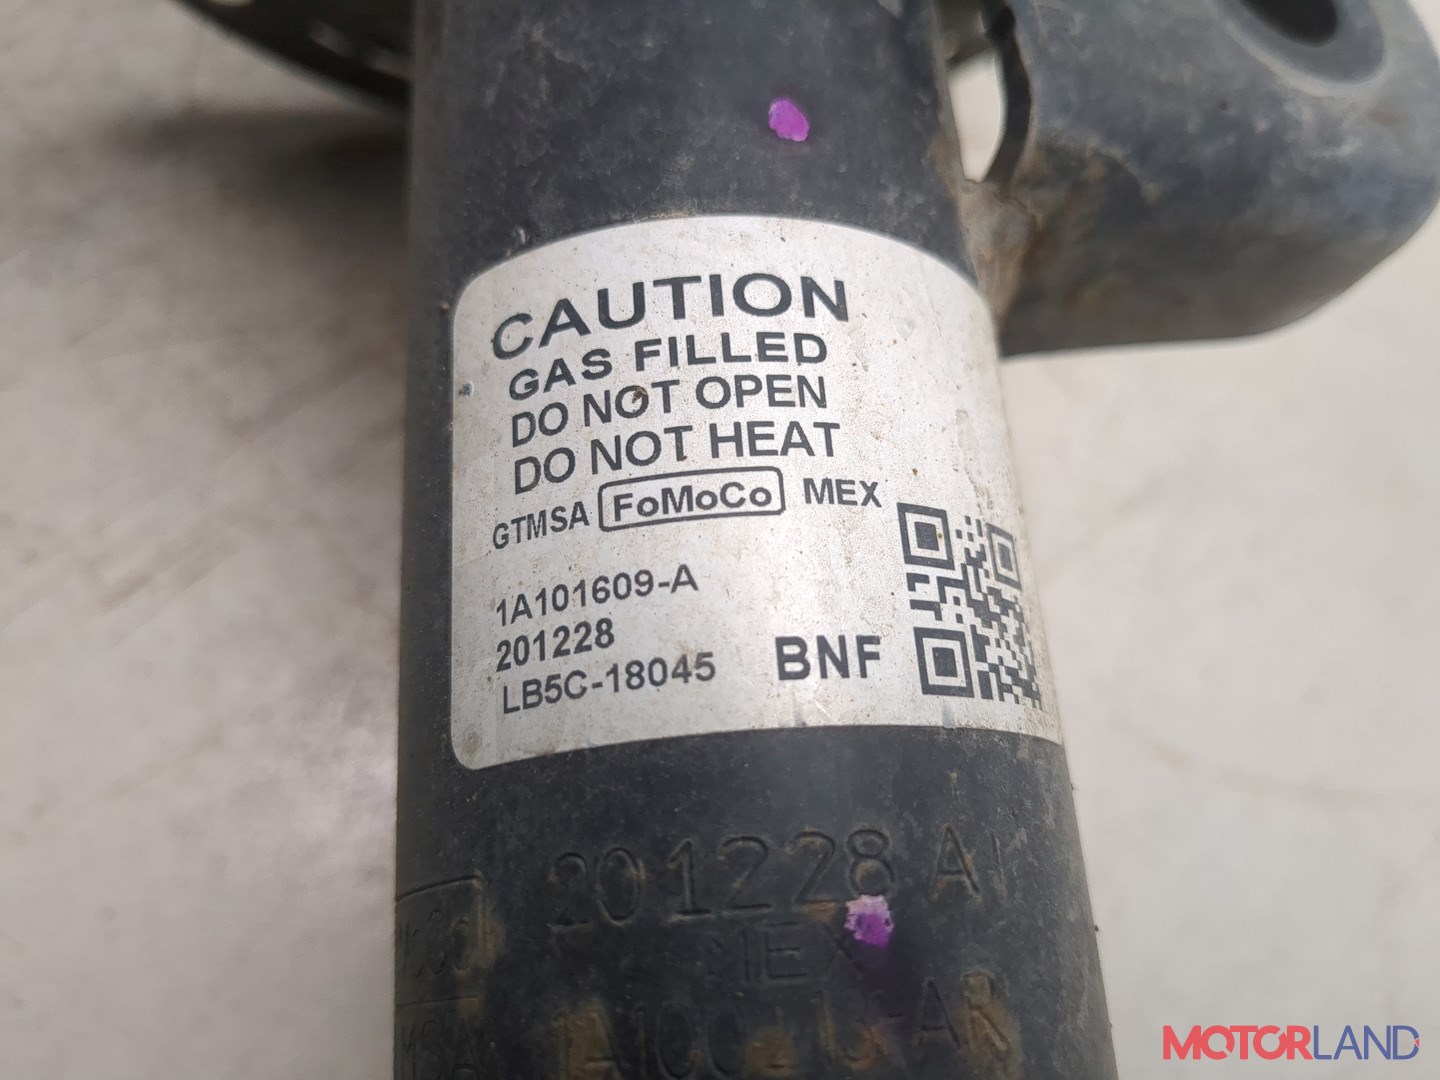 CAUTION
GAS FILLED
DO NOT OPEN
DO NOT HEAT
GTMSA FoMoCo MEX
1A101609-A
201228
LB5C-18045 BNF
201228 A1
MEX
MOTORLAND